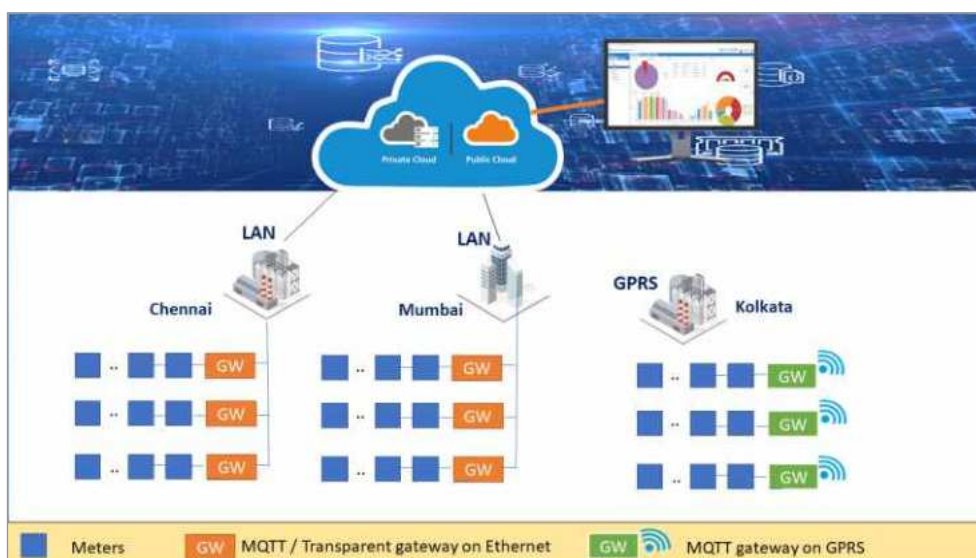 Private Cloud
Public Cloud
LAN
LAN
GPRS
Chennai
Mumbai
Kolkata
.. GW
.. GW
.. GW
.. GW
.. GW
.. GW
.. GW
.. GW
.. GW
Meters
GW MQTT / Transparent gateway on Ethernet
GW MQTT gateway on GPRS